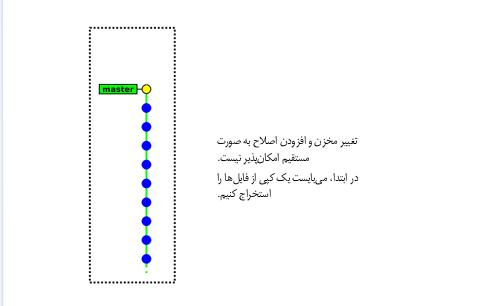 master
تغییر مخزن و افزودن اصلاح به صورت
مستقیم امکان‌پذیر نیست.
در ابتدا، می‌بایست یک کپی از فایل‌ها را
استخراج کنیم.